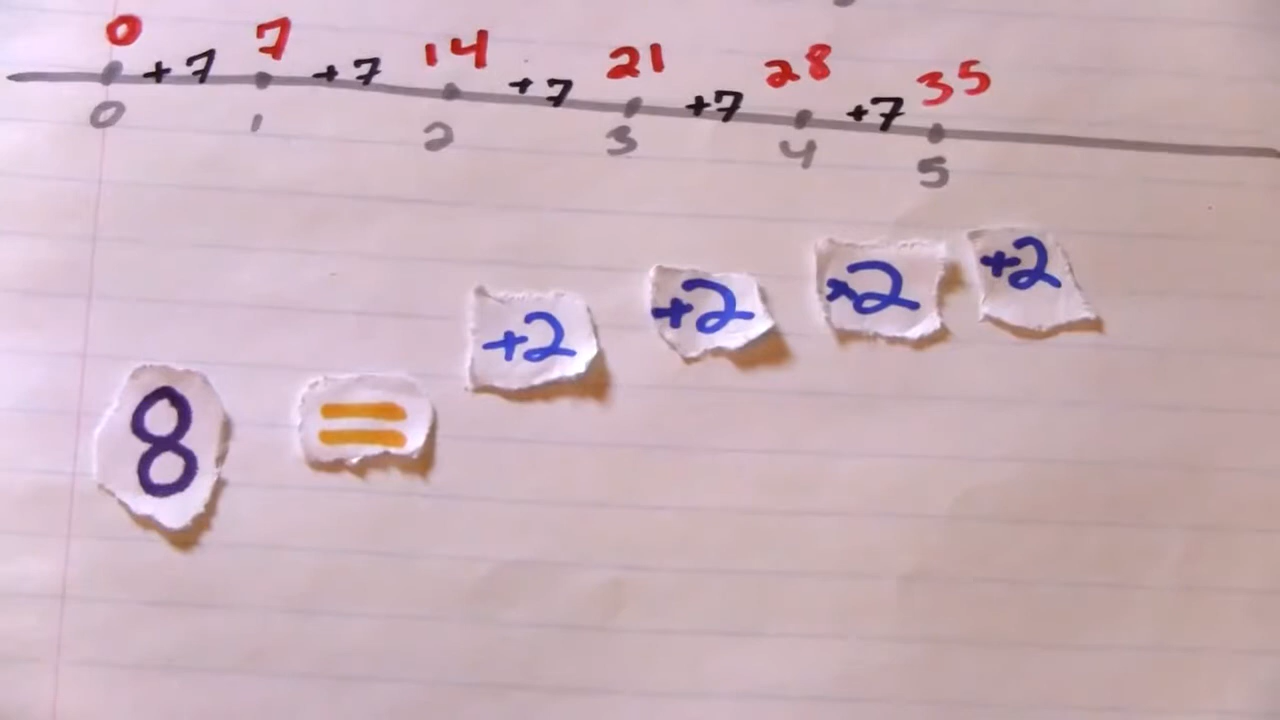 0 7 14 21 28 35
+7 +7 +7 +7 +7
0 1 2 3 4 5
8 = +2 +2 +2 +2